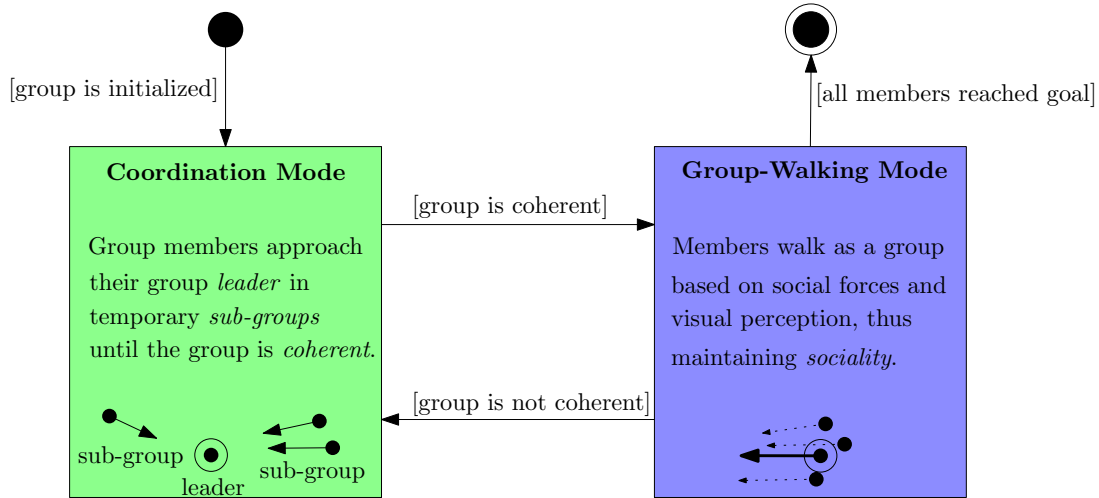 [group is initialized]
[all members reached goal]
Coordination Mode
Group members approach
their group leader in
temporary sub-groups
until the group is coherent.
sub-group
leader
sub-group
[group is coherent]
[group is not coherent]
Group-Walking Mode
Members walk as a group
based on social forces and
visual perception, thus
maintaining sociality.